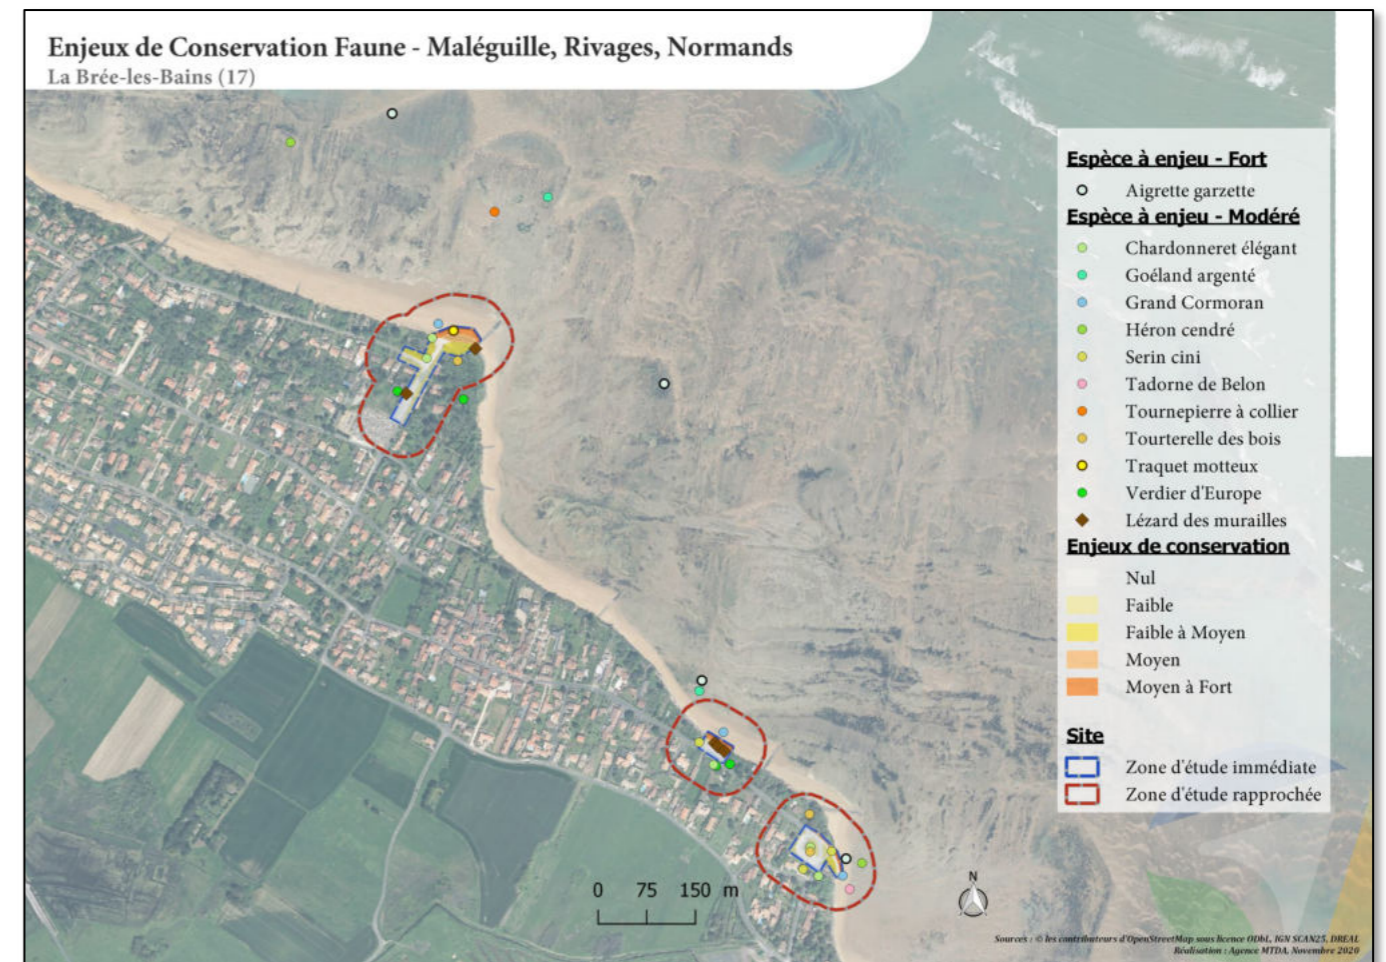 Enjeux de Conservation Faune - Maléguille, Rivages, Normands
La Brée-les-Bains (17)
Espèce à enjeu - Fort
Aigrette garzette
Espèce à enjeu - Modéré
Chardonneret élégant
Goéland argenté
Grand Cormoran
Héron cendré
Serin cini
Tadorne de Belon
Tournepierre à collier
Tourterelle des bois
Traquet motteux
Verdier d'Europe
Lézard des murailles
Enjeux de conservation
Nul
Faible
Faible à Moyen
Moyen
Moyen à Fort
Site
Zone d'étude immédiate
Zone d'étude rapprochée
0 75 150 m
N
Sources : © les contributeurs d'OpenStreetMap sous licence ODbL, IGN SCAN25, DREAL
Réalisation : Agence MTDA, Novembre 2020